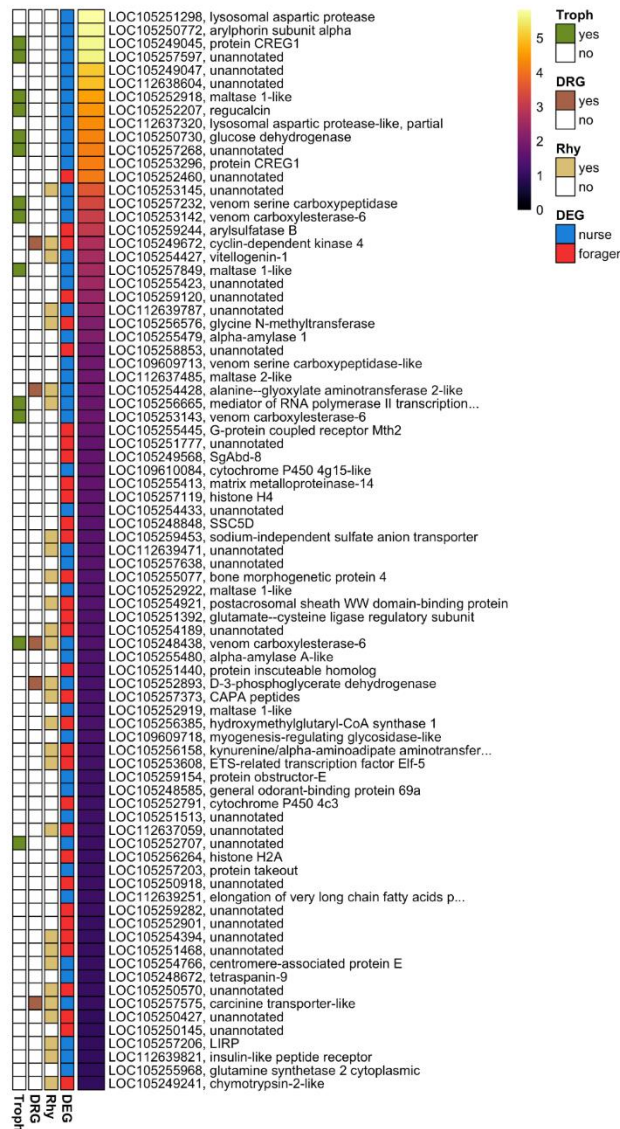 LOC105251298, lysosomal aspartic protease
LOC105250772, arylphorin subunit alpha
LOC105249045, protein CREG1
LOC105257597, unannotated
LOC105249047, unannotated
LOC112638604, unannotated
LOC105252918, maltase 1-like
LOC105252207, regucalcin
LOC112637320, lysosomal aspartic protease-like, partial
LOC105250730, glucose dehydrogenase
LOC105257268, unannotated
LOC105253296, protein CREG1
LOC105252460, unannotated
LOC105253145, unannotated
LOC105257232, venom serine carboxypeptidase
LOC105253142, venom carboxylesterase-6
LOC105259244, arylsulfatase B
LOC105249672, cyclin-dependent kinase 4
LOC105254427, vitellogenin-1
LOC105257849, maltase 1-like
LOC105255423, unannotated
LOC105259120, unannotated
LOC112639787, unannotated
LOC105256576, glycine N-methyltransferase
LOC105255479, alpha-amylase 1
LOC105258853, unannotated
LOC109609713, venom serine carboxypeptidase-like
LOC112637485, maltase 2-like
LOC105254428, alanine--glyoxylate aminotransferase 2-like
LOC105256665, mediator of RNA polymerase II transcription...
LOC105253143, venom carboxylesterase-6
LOC105255445, G-protein coupled receptor Mth2
LOC105251777, unannotated
LOC105249568, SgAbd-8
LOC109610084, cytochrome P450 4g15-like
LOC105255413, matrix metalloproteinase-14
LOC105257119, histone H4
LOC105254433, unannotated
LOC105248848, SSC5D
LOC105259453, sodium-independent sulfate anion transporter
LOC112639471, unannotated
LOC105257638, unannotated
LOC105255077, bone morphogenetic protein 4
LOC105252922, maltase 1-like
LOC105254921, postacrosomal sheath WW domain-binding protein
LOC105251392, glutamate--cysteine ligase regulatory subunit
LOC105254189, unannotated
LOC105248438, venom carboxylesterase-6
LOC105255480, alpha-amylase A-like
LOC105251440, protein inscuteable homolog
LOC105252893, D-3-phosphoglycerate dehydrogenase
LOC105257373, CAPA peptides
LOC105252919, maltase 1-like
LOC105256385, hydroxymethylglutaryl-CoA synthase 1
LOC109609718, myogenesis-regulating glycosidase-like
LOC105256158, kynurenine/alpha-aminoadipate aminotransfer...
LOC105253608, ETS-related transcription factor Elf-5
LOC105259154, protein obstructor-E
LOC105248585, general odorant-binding protein 69a
LOC105252791, cytochrome P450 4c3
LOC105251513, unannotated
LOC112637059, unannotated
LOC105252707, unannotated
LOC105256264, histone H2A
LOC105257203, protein takeout
LOC105250918, unannotated
LOC112639251, elongation of very long chain fatty acids p...
LOC105259282, unannotated
LOC105252901, unannotated
LOC105254394, unannotated
LOC105251468, unannotated
LOC105254766, centromere-associated protein E
LOC105248672, tetraspanin-9
LOC105250570, unannotated
LOC105257575, carcinine transporter-like
LOC105250427, unannotated
LOC105250145, unannotated
LOC105257206, LIRP
LOC112639821, insulin-like peptide receptor
LOC105255968, glutamine synthetase 2 cytoplasmic
LOC105249241, chymotrypsin-2-like
Troph
DRG
Rhy
DEG
5
4
3
2
1
0
Troph
yes
no
DRG
yes
no
Rhy
yes
no
DEG
nurse
forager